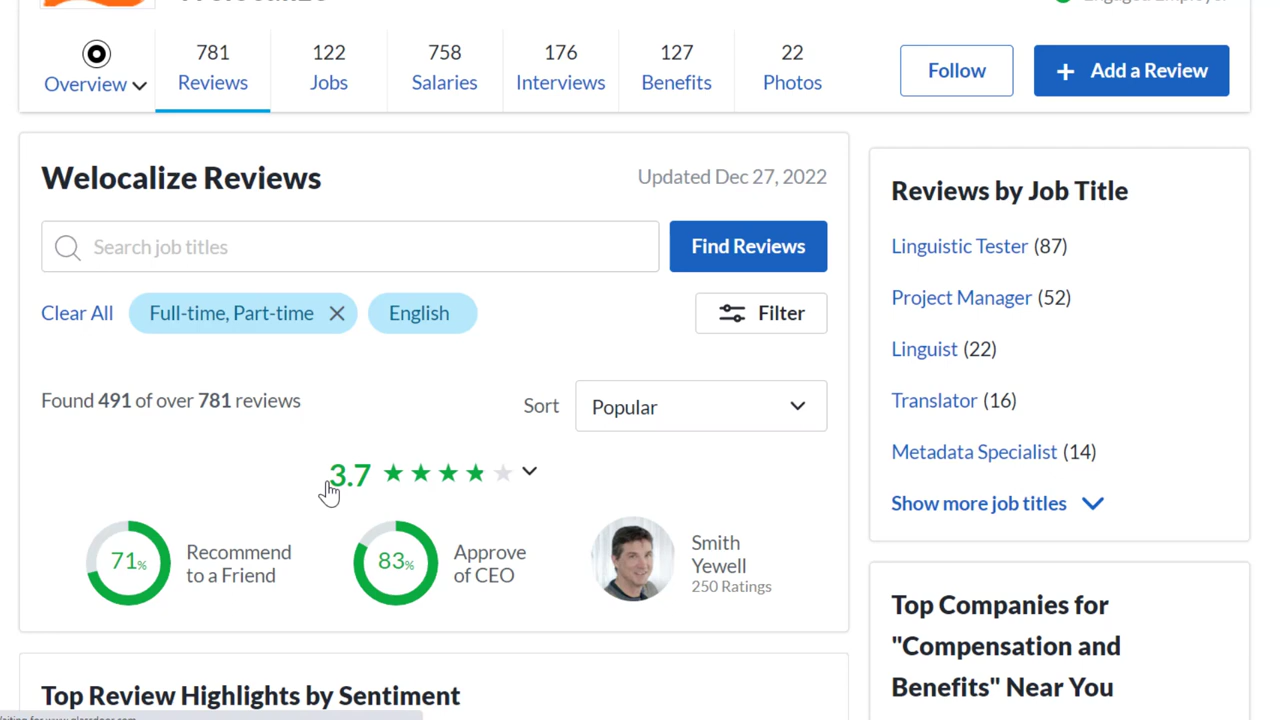 Welocalize
Engaged Employer
Overview
781
Reviews
122
Jobs
758
Salaries
176
Interviews
127
Benefits
22
Photos
Follow
+ Add a Review
Welocalize Reviews
Updated Dec 27, 2022
Search job titles
Find Reviews
Clear All
Full-time, Part-time
English
Filter
Found 491 of over 781 reviews
Sort
Popular
3.7
71%
Recommend
to a Friend
83%
Approve
of CEO
Smith
Yewell
250 Ratings
Top Review Highlights by Sentiment
Reviews by Job Title
Linguistic Tester (87)
Project Manager (52)
Linguist (22)
Translator (16)
Metadata Specialist (14)
Show more job titles
Top Companies for
"Compensation and
Benefits" Near You